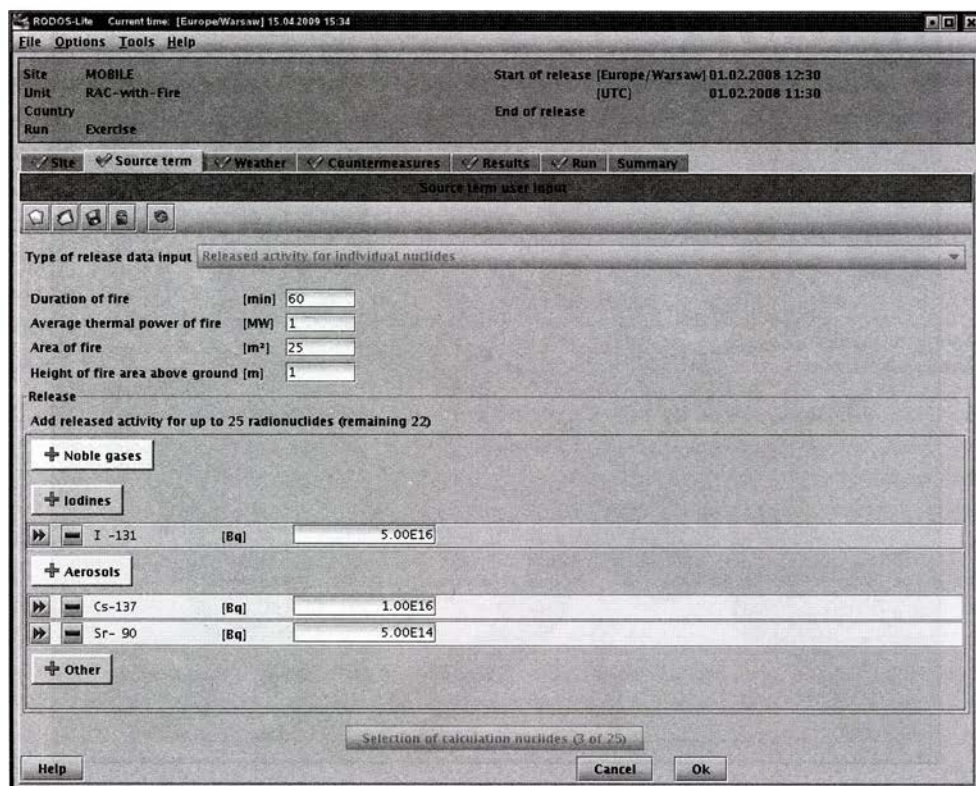 RODOS-Lite Current time: [Europe/Warsaw] 15.04.2009 15:34
File Options Tools Help
Site MOBILE Start of release [Europe/Warsaw] 01.02.2008 12:30
Unit RAC-with-Fire [UTC] 01.02.2008 11:30
Country End of release
Run Exercise
Site Source term Weather Countermeasures Results Run Summary
Source term user input
Type of release data input Released activity for individual nuclides
Duration of fire [min] 60
Average thermal power of fire [MW] 1
Area of fire [m²] 25
Height of fire area above ground [m] 1
Release
Add released activity for up to 25 radionuclides (remaining 22)
Noble gases
Iodines
I -131 [Bq] 5.00E16
Aerosols
Cs-137 [Bq] 1.00E16
Sr- 90 [Bq] 5.00E14
Other
Selection of calculation nuclides (3 of 25)
Help Cancel Ok